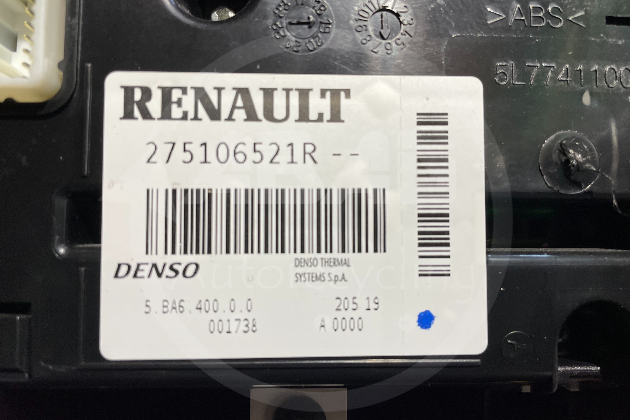 >ABS<
5L7741100
RENAULT
275106521R --
DENSO
DENSO THERMAL
SYSTEMS S.p.A.
5.BA6.400.0.0
205 19
001738
A 0000